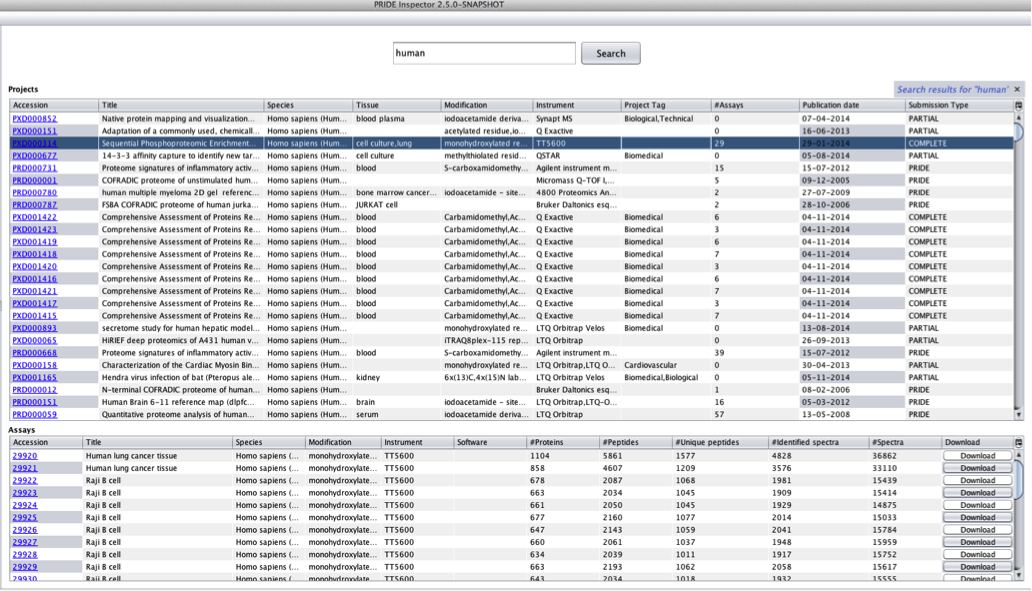 PRIDE Inspector 2.5.0-SNAPSHOT
human Search
Projects Search results for "human" ×
Accession Title Species Tissue Modification Instrument Project Tag #Assays Publication date Submission Type
PXD000852 Native protein mapping and visualization... Homo sapiens (Hum... blood plasma iodoacetamide deriva... Synapt MS Biological,Technical 0 07-04-2014 PARTIAL
PXD000151 Adaptation of a commonly used, chemicall... Homo sapiens (Hum... acetylated residue,io... Q Exactive 0 16-06-2013 PARTIAL
PXD000314 Sequential Phosphoproteomic Enrichment... Homo sapiens (Hum... cell culture,lung monohydroxylated re... TT5600 29 29-01-2014 COMPLETE
PXD000677 14-3-3 affinity capture to identify new tar... Homo sapiens (Hum... cell culture methylthiolated resid... QSTAR Biomedical 0 05-08-2014 PARTIAL
PRD000731 Proteome signatures of inflammatory activ... Homo sapiens (Hum... blood S-carboxamidomethy... Agilent instrument m... 15 15-07-2012 PRIDE
PRD000001 COFRADIC proteome of unstimulated hum... Homo sapiens (Hum... Micromass Q-TOF I,... 5 09-12-2005 PRIDE
PRD000780 human multiple myeloma 2D gel referenc... Homo sapiens (Hum... bone marrow cancer... iodoacetamide - site... 4800 Proteomics An... 2 27-07-2009 PRIDE
PRD000787 FSBA COFRADIC proteome of human jurka... Homo sapiens (Hum... JURKAT cell Bruker Daltonics esq... 2 28-10-2006 PRIDE
PXD001422 Comprehensive Assessment of Proteins Re... Homo sapiens (Hum... blood Carbamidomethyl,Ac... Q Exactive Biomedical 6 04-11-2014 COMPLETE
PXD001423 Comprehensive Assessment of Proteins Re... Homo sapiens (Hum... blood Carbamidomethyl,Ac... Q Exactive Biomedical 3 04-11-2014 COMPLETE
PXD001419 Comprehensive Assessment of Proteins Re... Homo sapiens (Hum... blood Carbamidomethyl,Ac... Q Exactive Biomedical 6 04-11-2014 COMPLETE
PXD001418 Comprehensive Assessment of Proteins Re... Homo sapiens (Hum... blood Carbamidomethyl,Ac... Q Exactive Biomedical 7 04-11-2014 COMPLETE
PXD001420 Comprehensive Assessment of Proteins Re... Homo sapiens (Hum... blood Carbamidomethyl,Ac... Q Exactive Biomedical 3 04-11-2014 COMPLETE
PXD001416 Comprehensive Assessment of Proteins Re... Homo sapiens (Hum... blood Carbamidomethyl,Ac... Q Exactive Biomedical 6 04-11-2014 COMPLETE
PXD001421 Comprehensive Assessment of Proteins Re... Homo sapiens (Hum... blood Carbamidomethyl,Ac... Q Exactive Biomedical 7 04-11-2014 COMPLETE
PXD001417 Comprehensive Assessment of Proteins Re... Homo sapiens (Hum... blood Carbamidomethyl,Ac... Q Exactive Biomedical 3 04-11-2014 COMPLETE
PXD001415 Comprehensive Assessment of Proteins Re... Homo sapiens (Hum... blood Carbamidomethyl,Ac... Q Exactive Biomedical 7 04-11-2014 COMPLETE
PXD000893 secretome study for human hepatic model... Homo sapiens (Hum... monohydroxylated re... LTQ Orbitrap Velos Biomedical 0 13-08-2014 PARTIAL
PXD000065 HiRIEF deep proteomics of A431 human v... Homo sapiens (Hum... iTRAQ8plex-115 rep... LTQ Orbitrap 0 26-09-2013 PARTIAL
PRD000668 Proteome signatures of inflammatory activ... Homo sapiens (Hum... blood S-carboxamidomethy... Agilent instrument m... 39 15-07-2012 PRIDE
PXD000158 Characterization of the Cardiac Myosin Bin... Homo sapiens (Hum... monohydroxylated re... LTQ Orbitrap,LTQ O... Cardiovascular 0 30-04-2013 PARTIAL
PXD001165 Hendra virus infection of bat (Pteropus ale... Homo sapiens (Hum... kidney 6x(13)C,4x(15)N lab... LTQ Orbitrap Velos Biomedical,Biological 0 05-11-2014 PARTIAL
PRD000012 N-terminal COFRADIC proteome of human... Homo sapiens (Hum... Bruker Daltonics esq... 1 08-02-2006 PRIDE
PRD000151 Human Brain 6-11 reference map (dlpfc... Homo sapiens (Hum... brain iodoacetamide - site... LTQ Orbitrap,LTQ-O... 16 05-03-2012 PRIDE
PRD000059 Quantitative proteome analysis of human... Homo sapiens (Hum... serum iodoacetamide deriva... LTQ Orbitrap 57 13-05-2008 PRIDE
Assays
Accession Title Species Modification Instrument Software #Proteins #Peptides #Unique peptides #Identified spectra #Spectra Download
29920 Human lung cancer tissue Homo sapiens (... monohydroxylate... TT5600 1104 5861 1577 4828 36862 Download
29921 Human lung cancer tissue Homo sapiens (... monohydroxylate... TT5600 858 4607 1209 3576 33110 Download
29922 Raji B cell Homo sapiens (... monohydroxylate... TT5600 678 2087 1068 1981 15439 Download
29923 Raji B cell Homo sapiens (... monohydroxylate... TT5600 663 2034 1045 1909 15414 Download
29924 Raji B cell Homo sapiens (... monohydroxylate... TT5600 661 2050 1045 1929 14875 Download
29925 Raji B cell Homo sapiens (... monohydroxylate... TT5600 677 2160 1077 2014 15033 Download
29926 Raji B cell Homo sapiens (... monohydroxylate... TT5600 647 2143 1059 2041 15784 Download
29927 Raji B cell Homo sapiens (... monohydroxylate... TT5600 660 2061 1037 1948 15959 Download
29928 Raji B cell Homo sapiens (... monohydroxylate... TT5600 634 2039 1011 1917 15752 Download
29929 Raji B cell Homo sapiens (... monohydroxylate... TT5600 663 2193 1062 2058 15617 Download
29930 Raji B cell Homo sapiens (... monohydroxylate... TT5600 643 2034 1018 1932 15555 Download